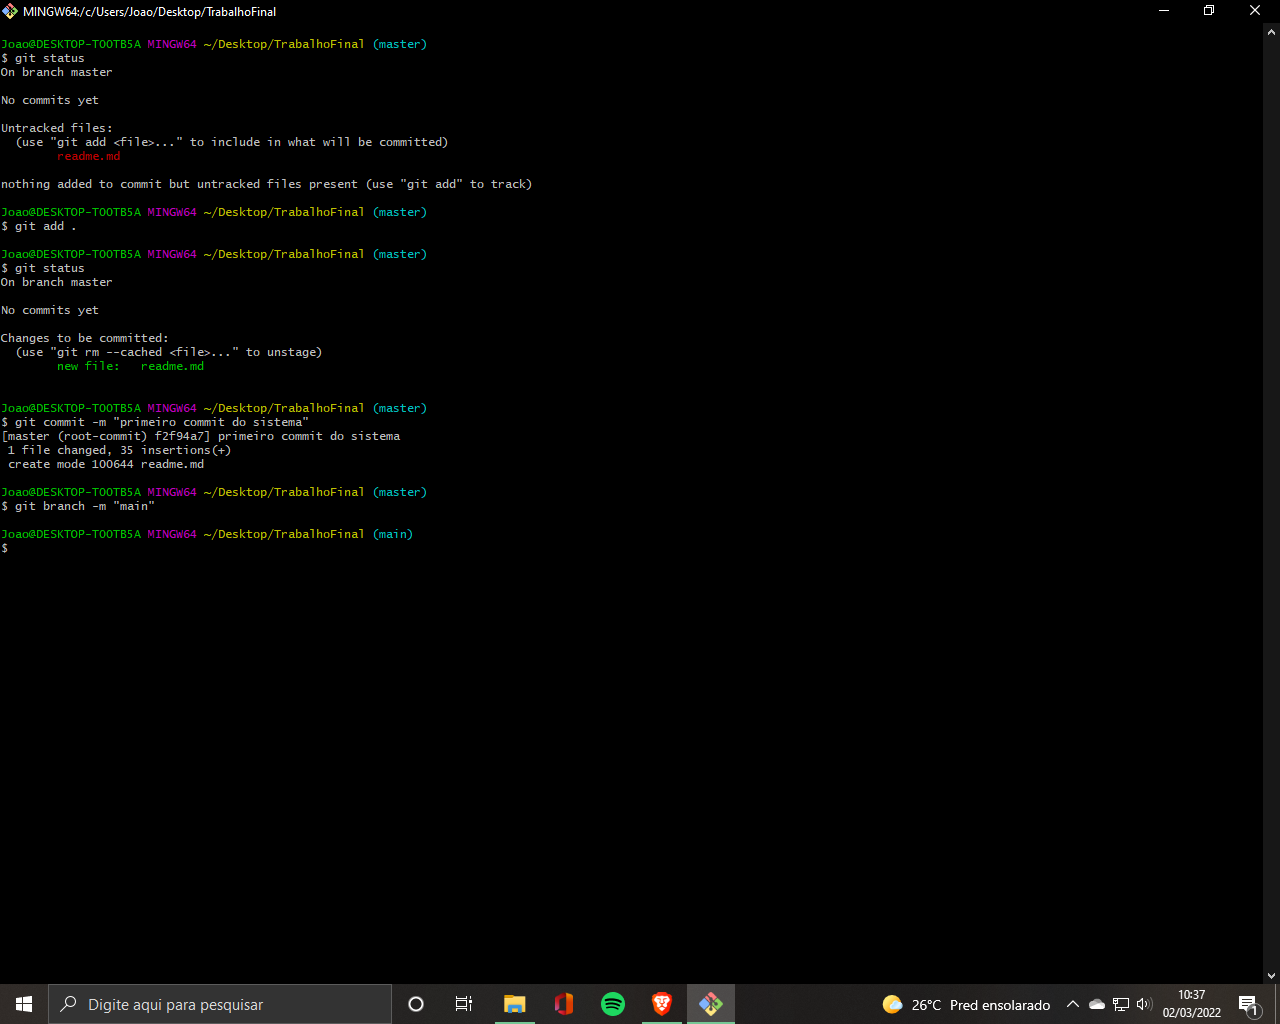 MINGW64:/c/Users/Joao/Desktop/TrabalhoFinal
Joao@DESKTOP-TOOTB5A MINGW64 ~/Desktop/TrabalhoFinal (master)
$ git status
On branch master
No commits yet
Untracked files:
(use "git add <file>..." to include in what will be committed)
readme.md
nothing added to commit but untracked files present (use "git add" to track)
Joao@DESKTOP-TOOTB5A MINGW64 ~/Desktop/TrabalhoFinal (master)
$ git add .
Joao@DESKTOP-TOOTB5A MINGW64 ~/Desktop/TrabalhoFinal (master)
$ git status
On branch master
No commits yet
Changes to be committed:
(use "git rm --cached <file>..." to unstage)
new file:   readme.md
Joao@DESKTOP-TOOTB5A MINGW64 ~/Desktop/TrabalhoFinal (master)
$ git commit -m "primeiro commit do sistema"
[master (root-commit) f2f94a7] primeiro commit do sistema
1 file changed, 35 insertions(+)
create mode 100644 readme.md
Joao@DESKTOP-TOOTB5A MINGW64 ~/Desktop/TrabalhoFinal (master)
$ git branch -m "main"
Joao@DESKTOP-TOOTB5A MINGW64 ~/Desktop/TrabalhoFinal (main)
$
Digite aqui para pesquisar
26°C Pred ensolarado
10:37
02/03/2022
1